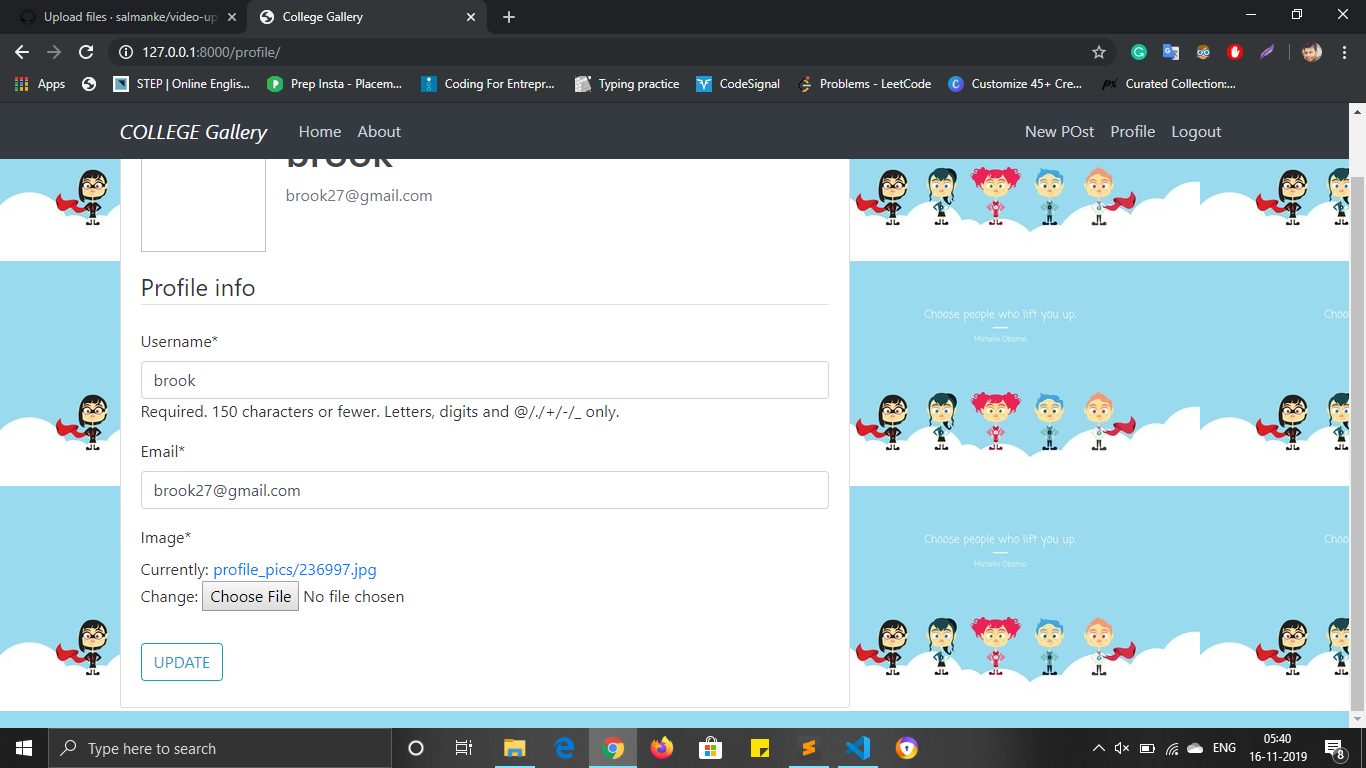 Upload files · salmanke/video-up
College Gallery
127.0.0.1:8000/profile/
Apps
STEP | Online Englis...
Prep Insta - Placem...
Coding For Entrepr...
Typing practice
CodeSignal
Problems - LeetCode
Customize 45+ Cre...
Curated Collection:...
COLLEGE Gallery Home About New POst Profile Logout
brook
brook27@gmail.com
Profile info
Username*
brook
Required. 150 characters or fewer. Letters, digits and @/./+/-/_ only.
Email*
brook27@gmail.com
Image*
Currently: profile_pics/236997.jpg
Change: Choose File No file chosen
UPDATE
Choose people who lift you up.
Michelle Obama
Choo
Choose people who lift you up.
Michelle Obama
Choo
Type here to search
ENG
05:40
16-11-2019
8